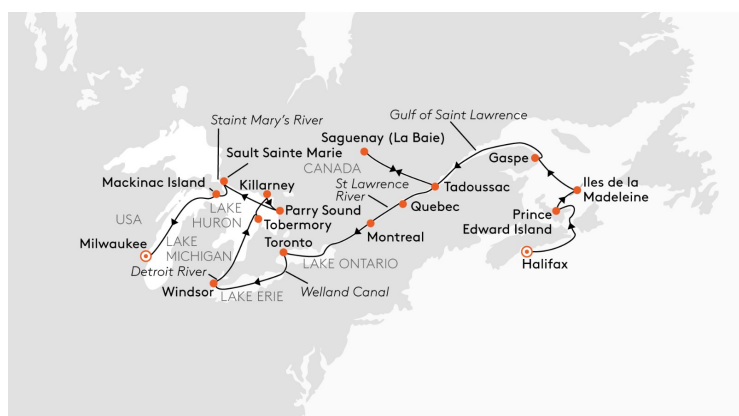 Staint Mary's River
Gulf of Saint Lawrence
Saguenay (La Baie)
Sault Sainte Marie
CANADA
Gaspe
Mackinac Island
Killarney
St Lawrence
River
Tadoussac
Iles de la
Madeleine
USA
LAKE
HURON
Parry Sound
Quebec
Prince
Edward Island
Tobermory
Milwaukee
LAKE
MICHIGAN
Toronto
Montreal
Detroit River
LAKE ONTARIO
Halifax
Windsor
LAKE ERIE
Welland Canal